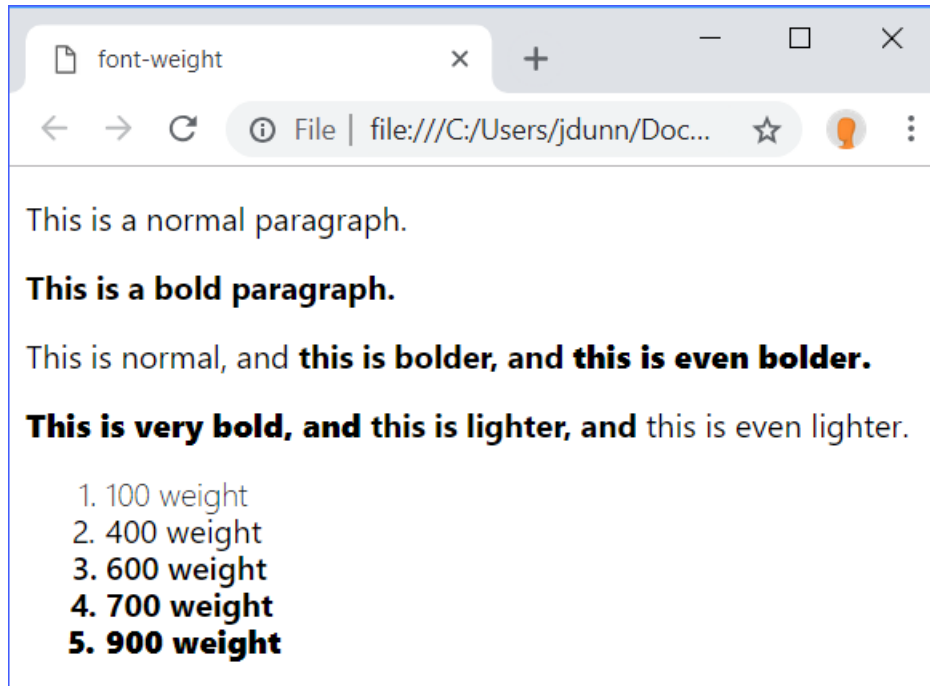 font-weight
File | file:///C:/Users/jdunn/Doc...
This is a normal paragraph.
This is a bold paragraph.
This is normal, and this is bolder, and this is even bolder.
This is very bold, and this is lighter, and this is even lighter.
1. 100 weight
2. 400 weight
3. 600 weight
4. 700 weight
5. 900 weight